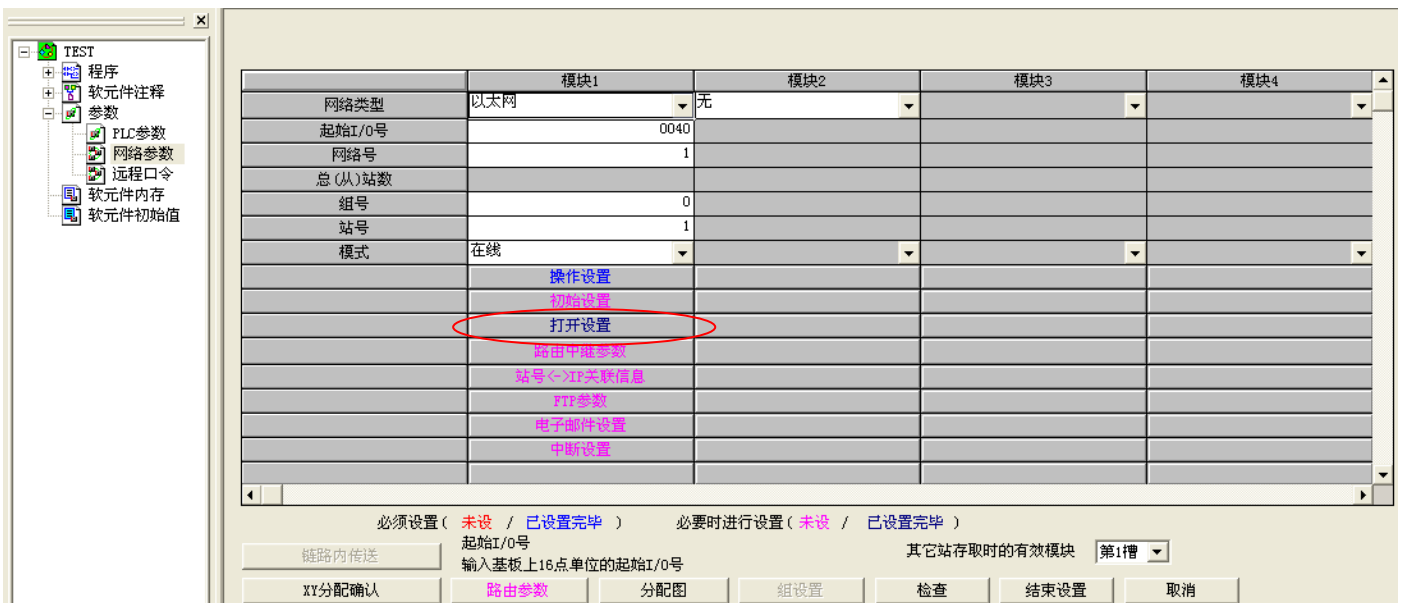 TEST
程序
软元件注释
参数
PLC参数
网络参数
远程口令
软元件内存
软元件初始值
模块1 模块2 模块3 模块4
网络类型 以太网 无
起始I/O号 0040
网络号 1
总(从)站数
组号 0
站号 1
模式 在线
操作设置
初始设置
打开设置
路由中继参数
站号<->IP关联信息
FTP参数
电子邮件设置
中断设置
必须设置( 未设 / 已设置完毕 ) 必要时进行设置( 未设 / 已设置完毕 )
链路内传送 起始I/O号 其它站存取时的有效模块 第1槽
输入基板上16点单位的起始I/O号
XY分配确认 路由参数 分配图 组设置 检查 结束设置 取消